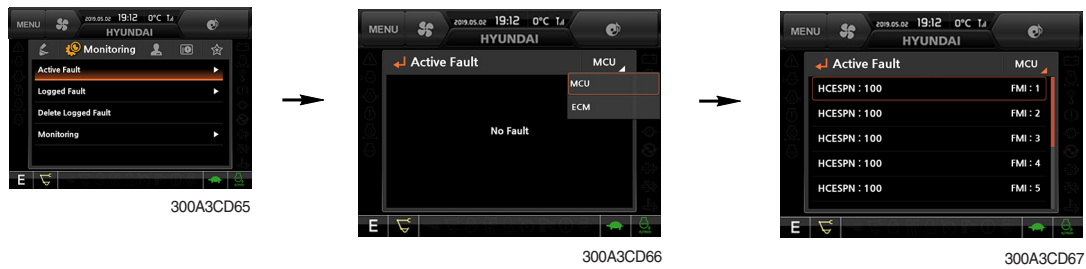 MENU 2019.05.02 19:12 0°C
HYUNDAI
Monitoring
Active Fault
Logged Fault
Delete Logged Fault
Monitoring
E
300A3CD65
MENU 2019.05.02 19:12 0°C
HYUNDAI
Active Fault MCU
MCU
ECM
No Fault
E
300A3CD66
MENU 2019.05.02 19:12 0°C
HYUNDAI
Active Fault MCU
HCESPN : 100 FMI : 1
HCESPN : 100 FMI : 2
HCESPN : 100 FMI : 3
HCESPN : 100 FMI : 4
HCESPN : 100 FMI : 5
E
300A3CD67